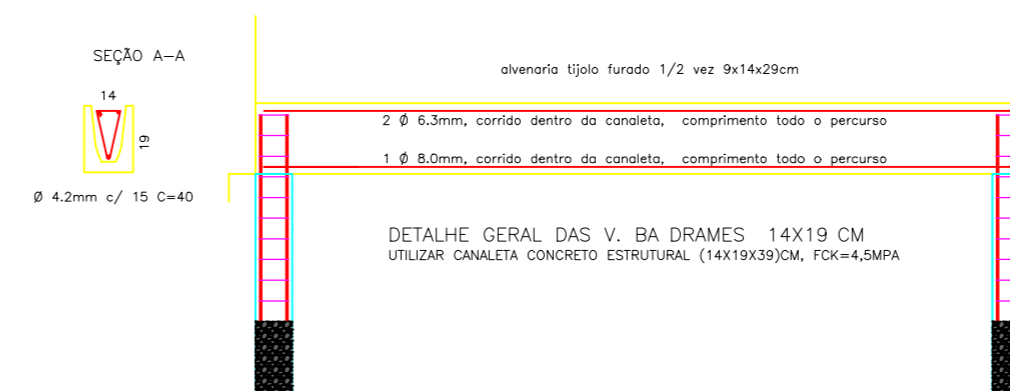 SEÇÃO A-A
14
19
Ø 4.2mm c/ 15 C=40
alvenaria tijolo furado 1/2 vez 9x14x29cm
2 Ø 6.3mm, corrido dentro da canaleta, comprimento todo o percurso
1 Ø 8.0mm, corrido dentro da canaleta, comprimento todo o percurso
DETALHE GERAL DAS V. BA DRAMES 14X19 CM
UTILIZAR CANALETA CONCRETO ESTRUTURAL (14X19X39)CM, FCK=4,5MPA